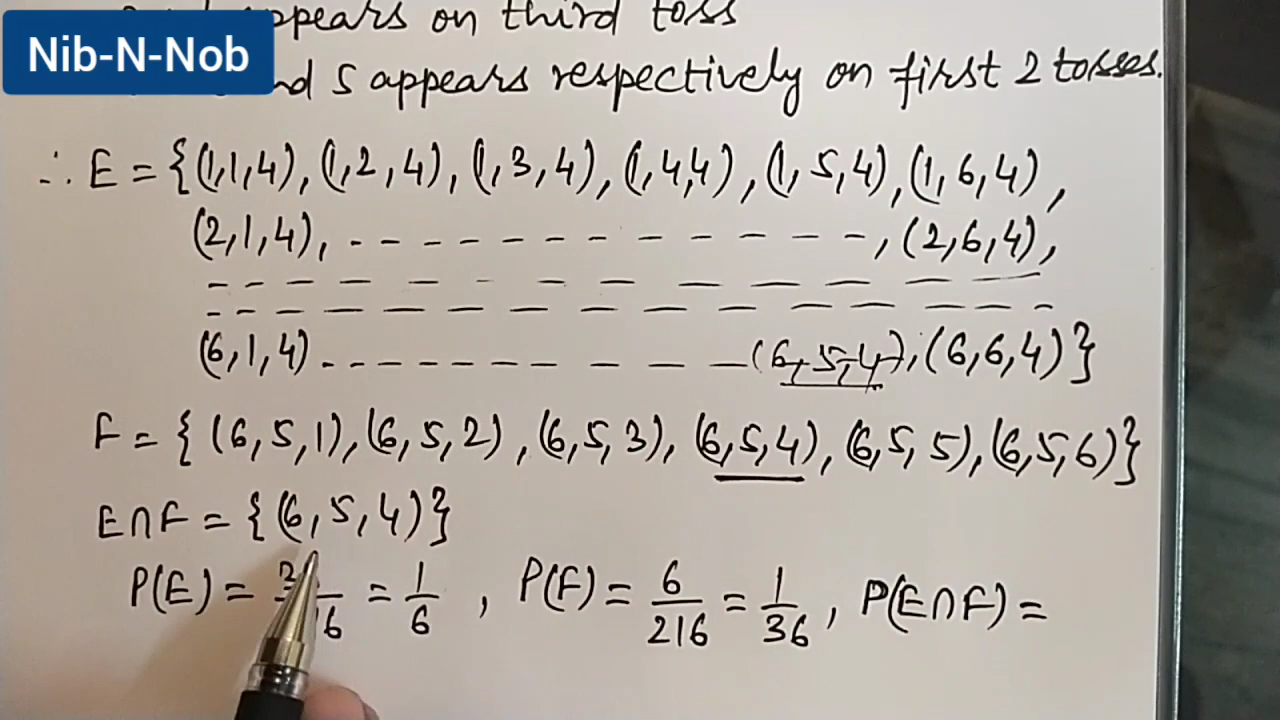 appears on third toss
Nib-N-Nob
5 appears respectively on first 2 tosses.
∴ E = {(1,1,4), (1,2,4), (1,3,4), (1,4,4), (1,5,4), (1,6,4),
(2,1,4), - - - - - - - - - - - - - -, (2,6,4),
- - - - - - - - - - - - - - -
- - - - - - - - - - - - - - - - -
(6,1,4) - - - - - - - - - - - (6,5,4), (6,6,4)}
F = {(6,5,1), (6,5,2), (6,5,3), (6,5,4), (6,5,5), (6,5,6)}
E∩F = {(6,5,4)}
P(E) = = 1/6 , P(F) = 6/216 = 1/36 , P(E∩F) =